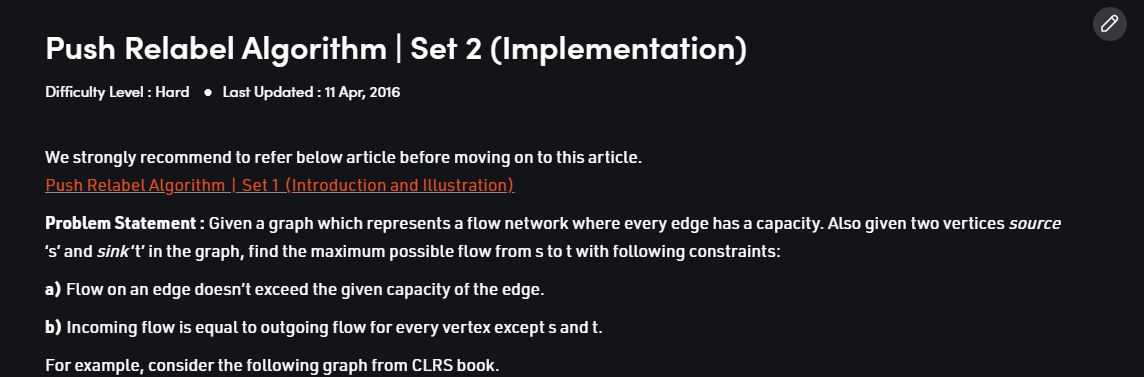 Push Relabel Algorithm | Set 2 (Implementation)
Difficulty Level : Hard ● Last Updated : 11 Apr, 2016
We strongly recommend to refer below article before moving on to this article.
Push Relabel Algorithm | Set 1 (Introduction and Illustration)
Problem Statement : Given a graph which represents a flow network where every edge has a capacity. Also given two vertices source
‘s’ and sink ‘t’ in the graph, find the maximum possible flow from s to t with following constraints:
a) Flow on an edge doesn’t exceed the given capacity of the edge.
b) Incoming flow is equal to outgoing flow for every vertex except s and t.
For example, consider the following graph from CLRS book.